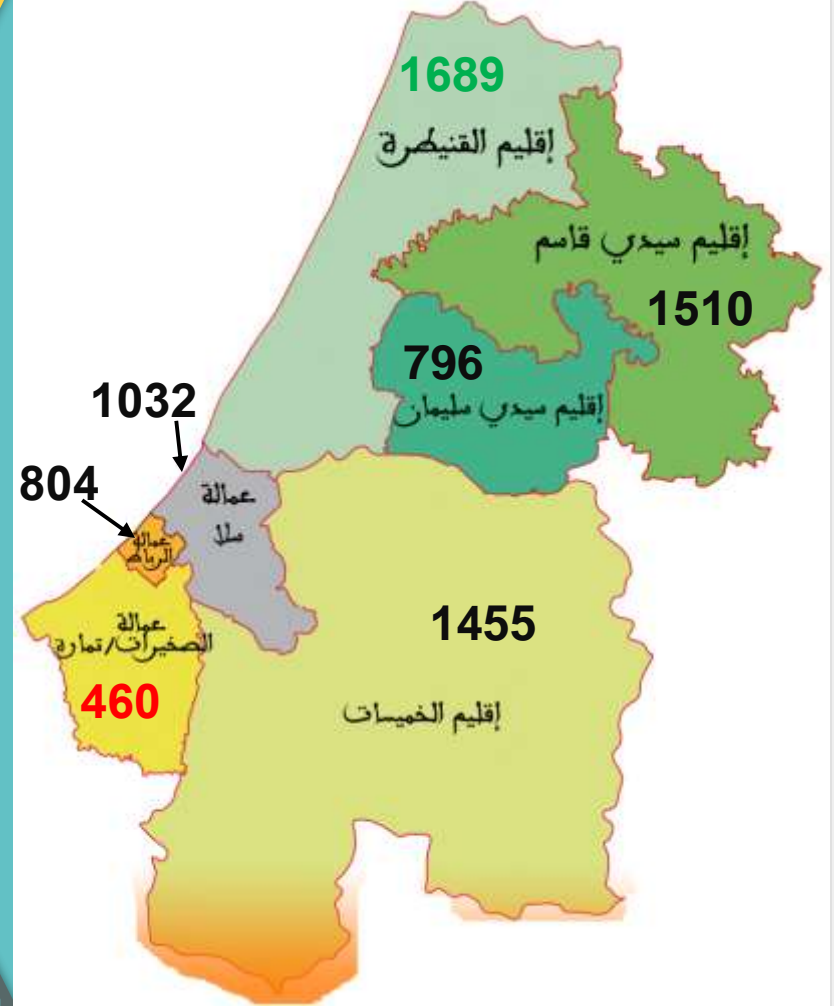 1689
إقليم القنيطرة
إقليم سيدي قاسم
1510
796
إقليم سيدي سليمان
1032
804
عمالة
سلا
عمالة
الرباط
1455
عمالة
الصخيرات/تمارة
460
إقليم الخميسات